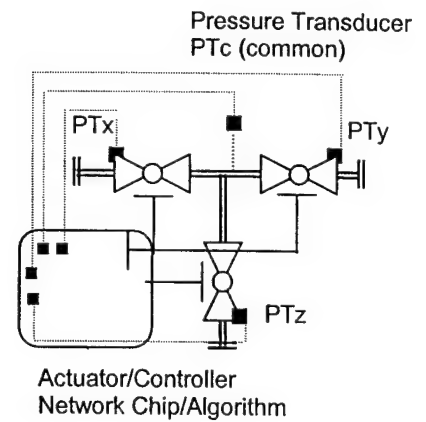 Pressure Transducer
PTc (common)
PTx
PTy
PTz
Actuator/Controller
Network Chip/Algorithm